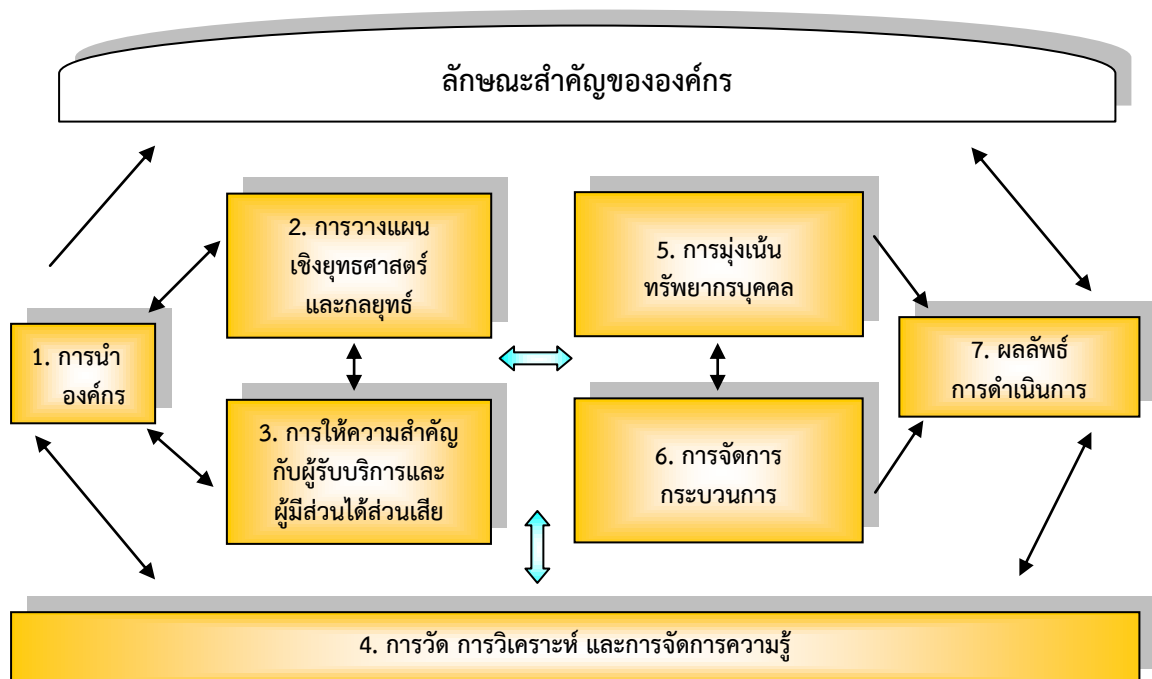 ลักษณะสำคัญขององค์กร
2. การวางแผน
เชิงยุทธศาสตร์
และกลยุทธ์
5. การมุ่งเน้น
ทรัพยากรบุคคล
1. การนำ
องค์กร
7. ผลลัพธ์
การดำเนินการ
3. การให้ความสำคัญ
กับผู้รับบริการและ
ผู้มีส่วนได้ส่วนเสีย
6. การจัดการ
กระบวนการ
4. การวัด การวิเคราะห์ และการจัดการความรู้